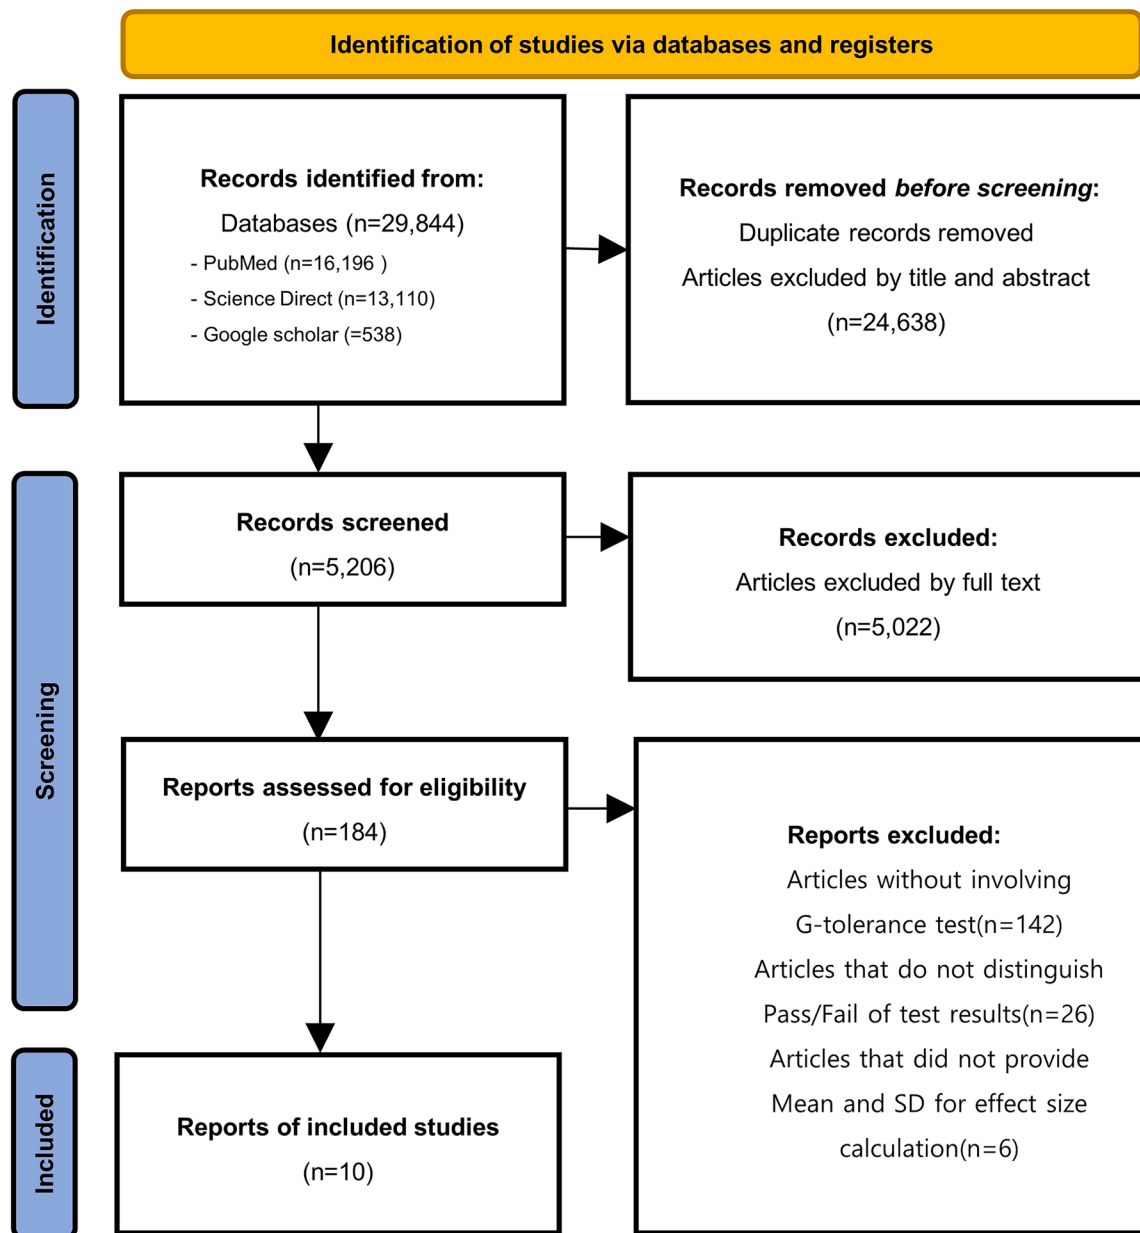 Identification of studies via databases and registers
Identification
Records identified from:
Databases (n=29,844)
- PubMed (n=16,196 )
- Science Direct (n=13,110)
- Google scholar (=538)
Records removed before screening:
Duplicate records removed
Articles excluded by title and abstract
(n=24,638)
Screening
Records screened
(n=5,206)
Records excluded:
Articles excluded by full text
(n=5,022)
Reports assessed for eligibility
(n=184)
Reports excluded:
Articles without involving
G-tolerance test(n=142)
Articles that do not distinguish
Pass/Fail of test results(n=26)
Articles that did not provide
Mean and SD for effect size
calculation(n=6)
Included
Reports of included studies
(n=10)